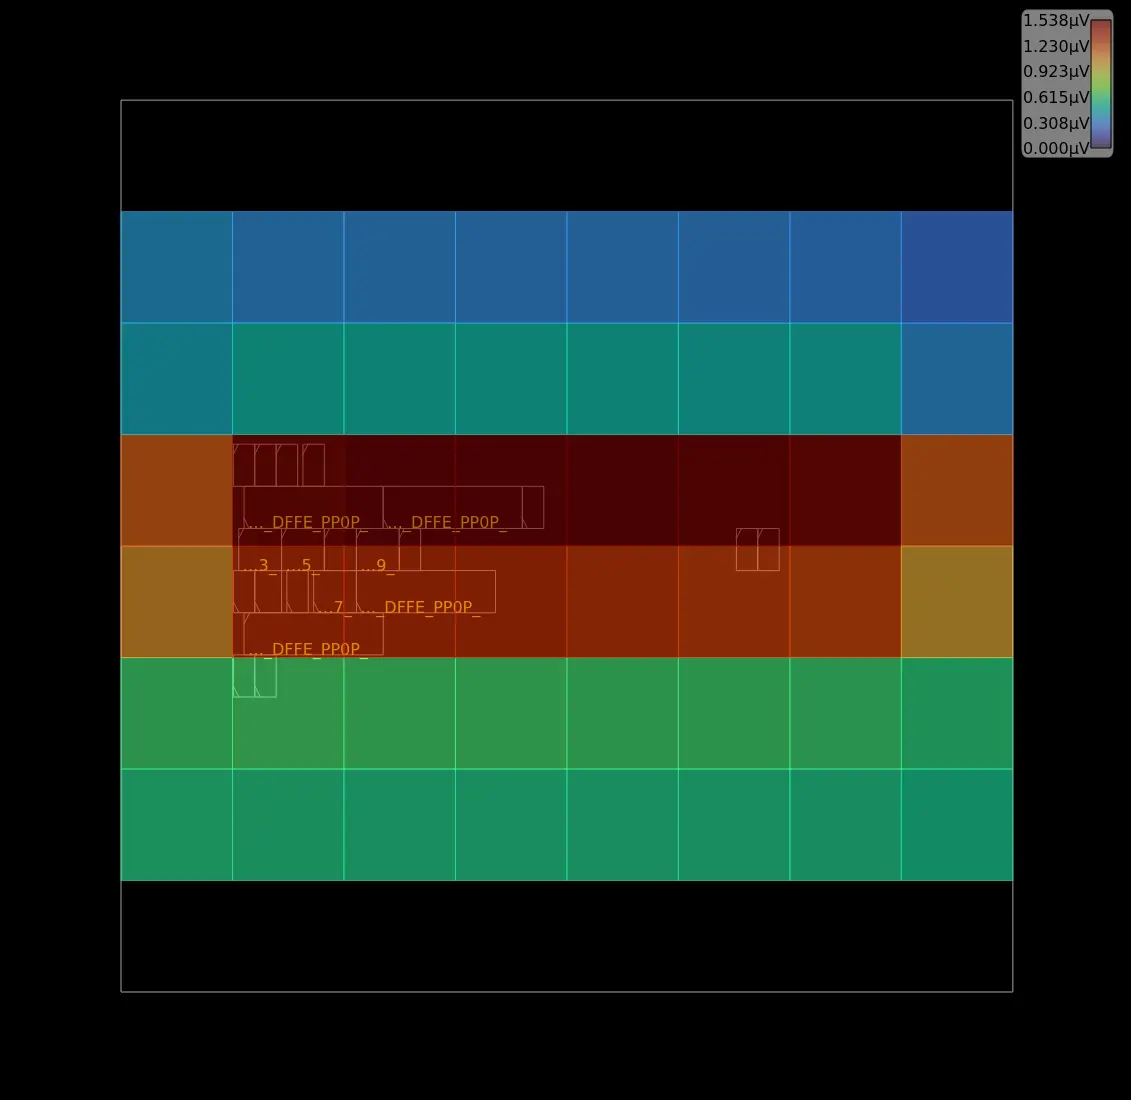 1.538μV
1.230μV
0.923μV
0.615μV
0.308μV
0.000μV
..._DFFE_PP0P_ ..._DFFE_PP0P_
...3_ ...5_ ...9_
...7_ ..._DFFE_PP0P_
..._DFFE_PP0P_